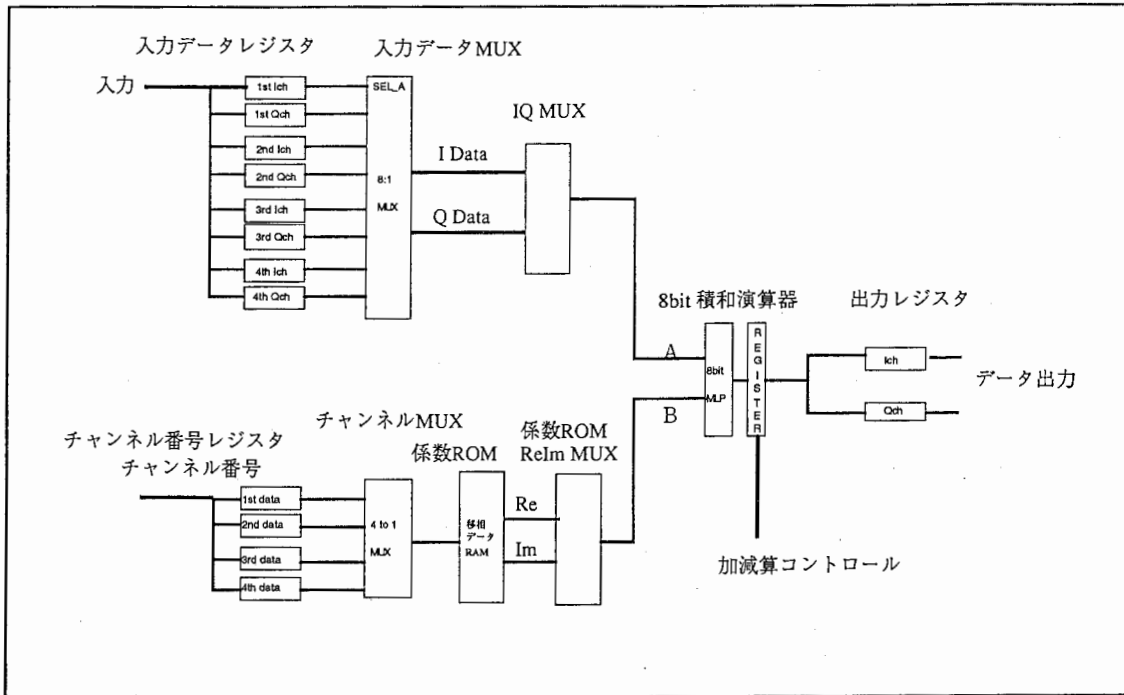 入力データレジスタ
入力データMUX
入力
1st Ich
1st Qch
2nd Ich
2nd Qch
3rd Ich
3rd Qch
4th Ich
4th Qch
SEL_A
8:1
MUX
I Data
Q Data
IQ MUX
8bit 積和演算器
出力レジスタ
A
B
8bit
MLP
REGISTER
Ich
Qch
データ出力
加減算コントロール
チャンネル番号レジスタ
チャンネル番号
チャンネルMUX
係数ROM
係数ROM
ReIm MUX
1st data
2nd data
3rd data
4th data
4 to 1
MUX
移相
データ
RAM
Re
Im